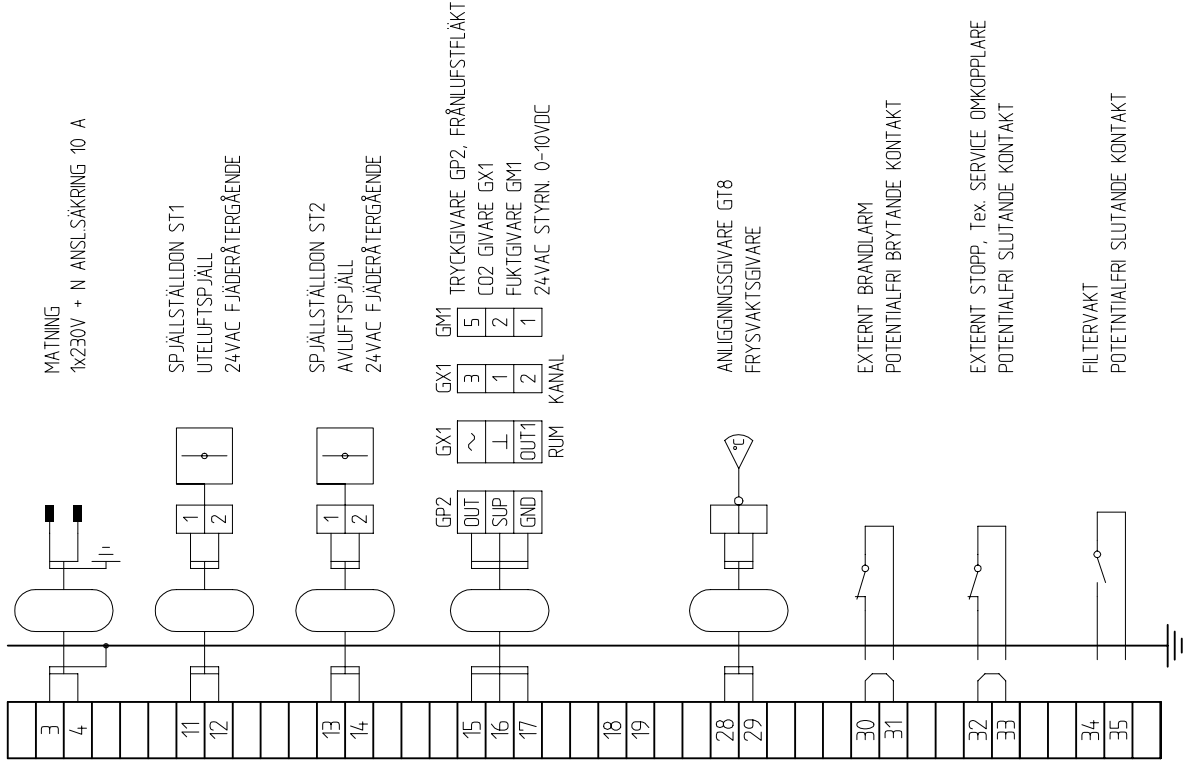 MATNING
1x230V + N ANSL.SÄKRING 10 A
SPJÄLLSTÄLLDON ST1
UTELUFTSPJÄLL
24VAC FJÄDERÅTERGÅENDE
SPJÄLLSTÄLLDON ST2
AVLUFTSPJÄLL
24VAC FJÄDERÅTERGÅENDE
TRYCKGIVARE GP2, FRÅNLUFSTFLÄKT
CO2 GIVARE GX1
FUKTGIVARE GM1
24VAC STYRN. 0-10VDC
ANLIGGNINGSGIVARE GT8
FRYSVAKTSGIVARE
EXTERNT BRANDLARM
POTENTIALFRI BRYTANDE KONTAKT
EXTERNT STOPP, Tex. SERVICE OMKOPPLARE
POTENTIALFRI SLUTANDE KONTAKT
FILTERVAKT
POTETNTIALFRI SLUTANDE KONTAKT
1
2
1
2
GP2
OUT
SUP
GND
GX1
~
⊥
OUT1
RUM
GX1
3
1
2
KANAL
GM1
5
2
1
°C
3
4
11
12
13
14
15
16
17
18
19
28
29
30
31
32
33
34
35